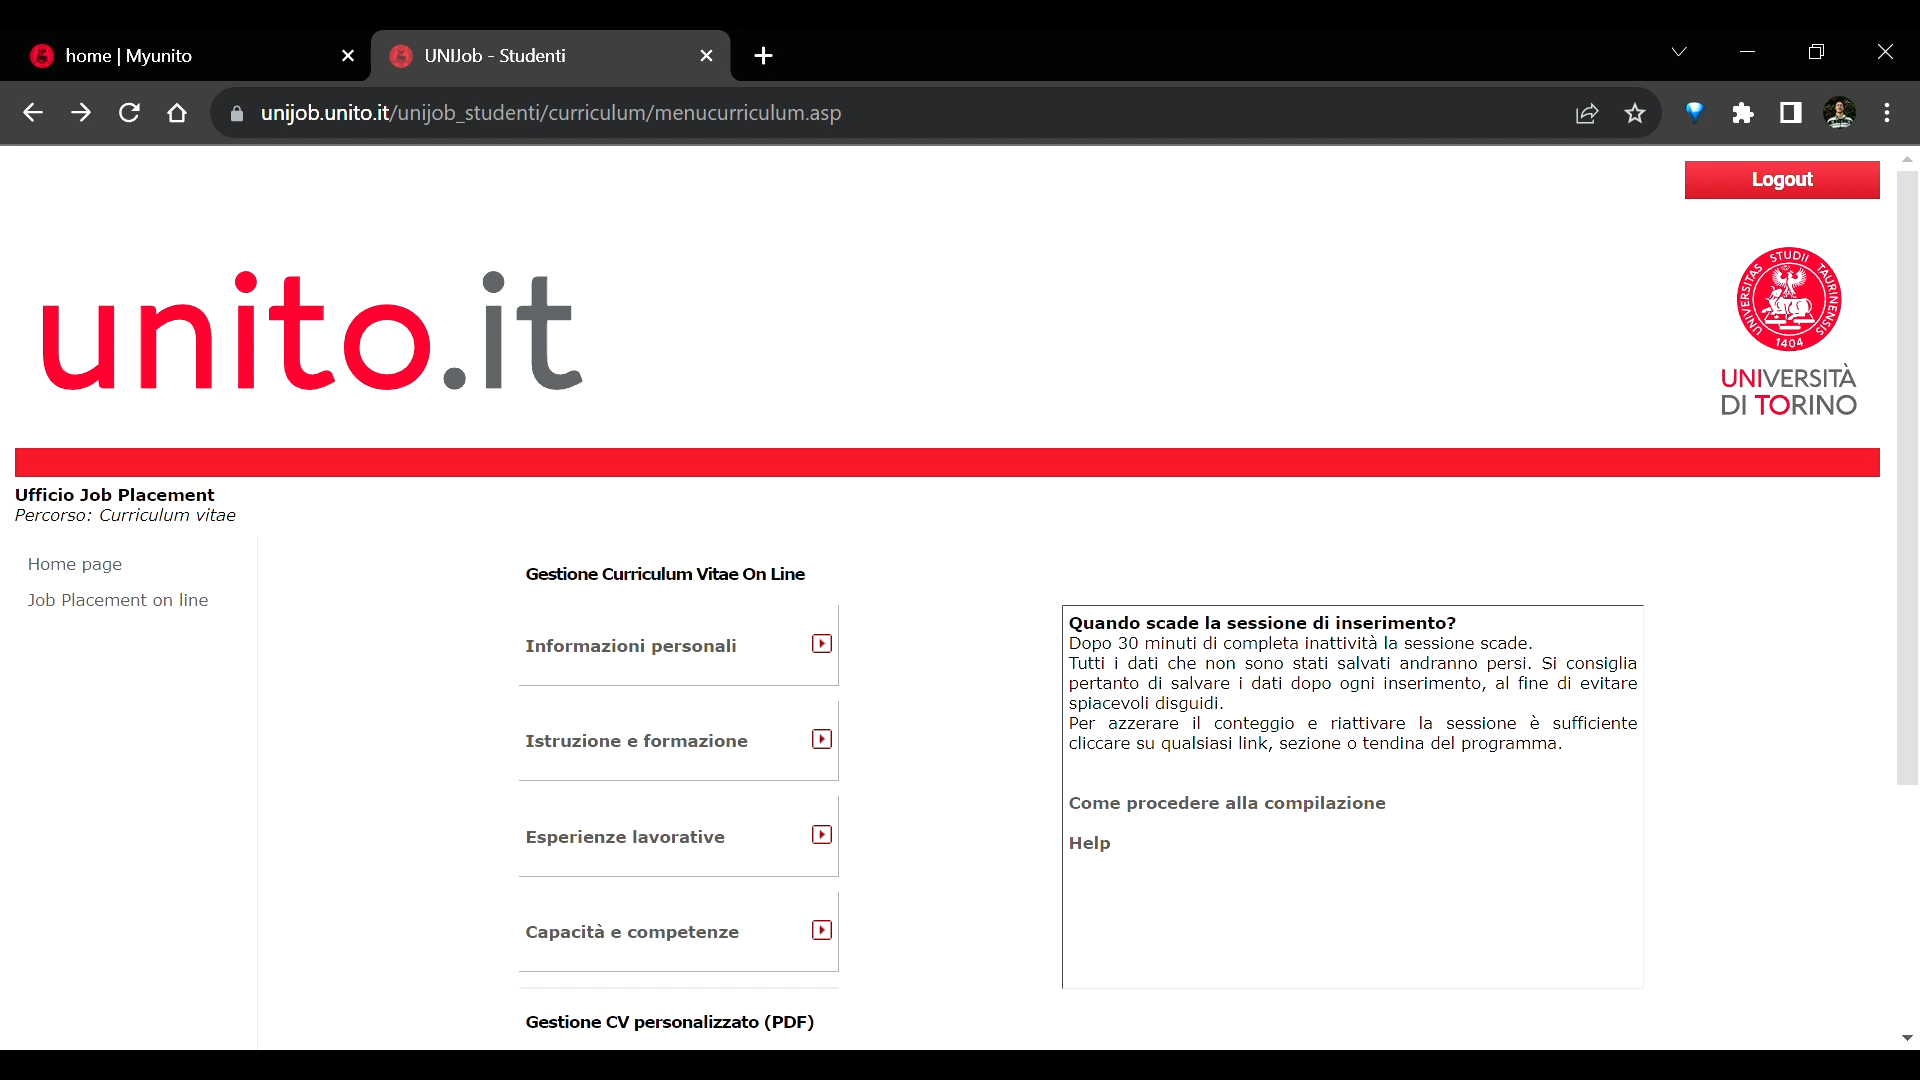 home | Myunito
UNIJob - Studenti
unijob.unito.it/unijob_studenti/curriculum/menucurriculum.asp
Logout
unito.it
UNIVERSITAS STUDII TAURINENSIS
1404
UNIVERSITÀ
DI TORINO
Ufficio Job Placement
Percorso: Curriculum vitae
Home page
Job Placement on line
Gestione Curriculum Vitae On Line
Informazioni personali
Istruzione e formazione
Esperienze lavorative
Capacità e competenze
Gestione CV personalizzato (PDF)
Quando scade la sessione di inserimento?
Dopo 30 minuti di completa inattività la sessione scade.
Tutti i dati che non sono stati salvati andranno persi. Si consiglia
pertanto di salvare i dati dopo ogni inserimento, al fine di evitare
spiacevoli disguidi.
Per azzerare il conteggio e riattivare la sessione è sufficiente
cliccare su qualsiasi link, sezione o tendina del programma.
Come procedere alla compilazione
Help